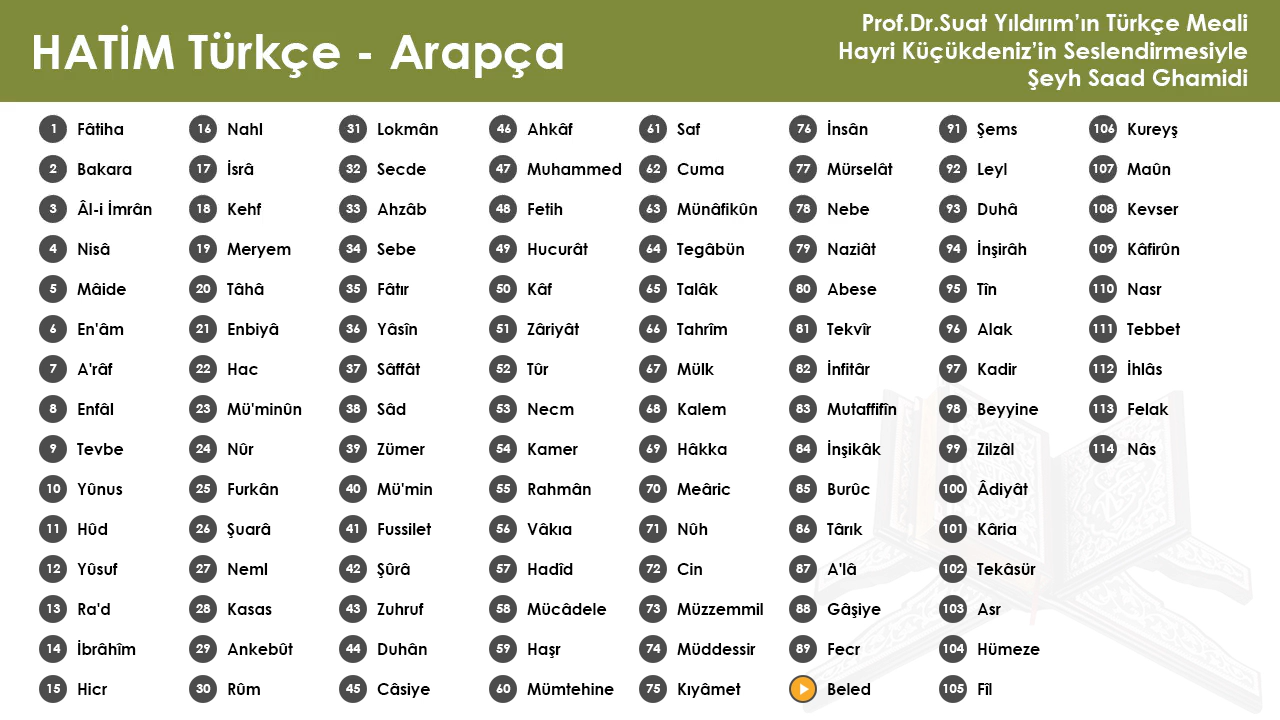 HATİM Türkçe - Arapça
Prof.Dr.Suat Yıldırım’ın Türkçe Meali
Hayri Küçükdeniz’in Seslendirmesiyle
Şeyh Saad Ghamidi
1 Fâtiha
2 Bakara
3 Âl-i İmrân
4 Nisâ
5 Mâide
6 En'âm
7 A'râf
8 Enfâl
9 Tevbe
10 Yûnus
11 Hûd
12 Yûsuf
13 Ra'd
14 İbrâhîm
15 Hicr
16 Nahl
17 İsrâ
18 Kehf
19 Meryem
20 Tâhâ
21 Enbiyâ
22 Hac
23 Mü'minûn
24 Nûr
25 Furkân
26 Şuarâ
27 Neml
28 Kasas
29 Ankebût
30 Rûm
31 Lokmân
32 Secde
33 Ahzâb
34 Sebe
35 Fâtır
36 Yâsîn
37 Sâffât
38 Sâd
39 Zümer
40 Mü'min
41 Fussilet
42 Şûrâ
43 Zuhruf
44 Duhân
45 Câsiye
46 Ahkâf
47 Muhammed
48 Fetih
49 Hucurât
50 Kâf
51 Zâriyât
52 Tûr
53 Necm
54 Kamer
55 Rahmân
56 Vâkıa
57 Hadîd
58 Mücâdele
59 Haşr
60 Mümtehine
61 Saf
62 Cuma
63 Münâfikûn
64 Tegâbün
65 Talâk
66 Tahrîm
67 Mülk
68 Kalem
69 Hâkka
70 Meâric
71 Nûh
72 Cin
73 Müzzemmil
74 Müddessir
75 Kıyâmet
76 İnsân
77 Mürselât
78 Nebe
79 Naziât
80 Abese
81 Tekvîr
82 İnfitâr
83 Mutaffifîn
84 İnşikâk
85 Burûc
86 Târık
87 A'lâ
88 Gâşiye
89 Fecr
Beled
91 Şems
92 Leyl
93 Duhâ
94 İnşirâh
95 Tîn
96 Alak
97 Kadir
98 Beyyine
99 Zilzâl
100 Âdiyât
101 Kâria
102 Tekâsür
103 Asr
104 Hümeze
105 Fîl
106 Kureyş
107 Maûn
108 Kevser
109 Kâfirûn
110 Nasr
111 Tebbet
112 İhlâs
113 Felak
114 Nâs